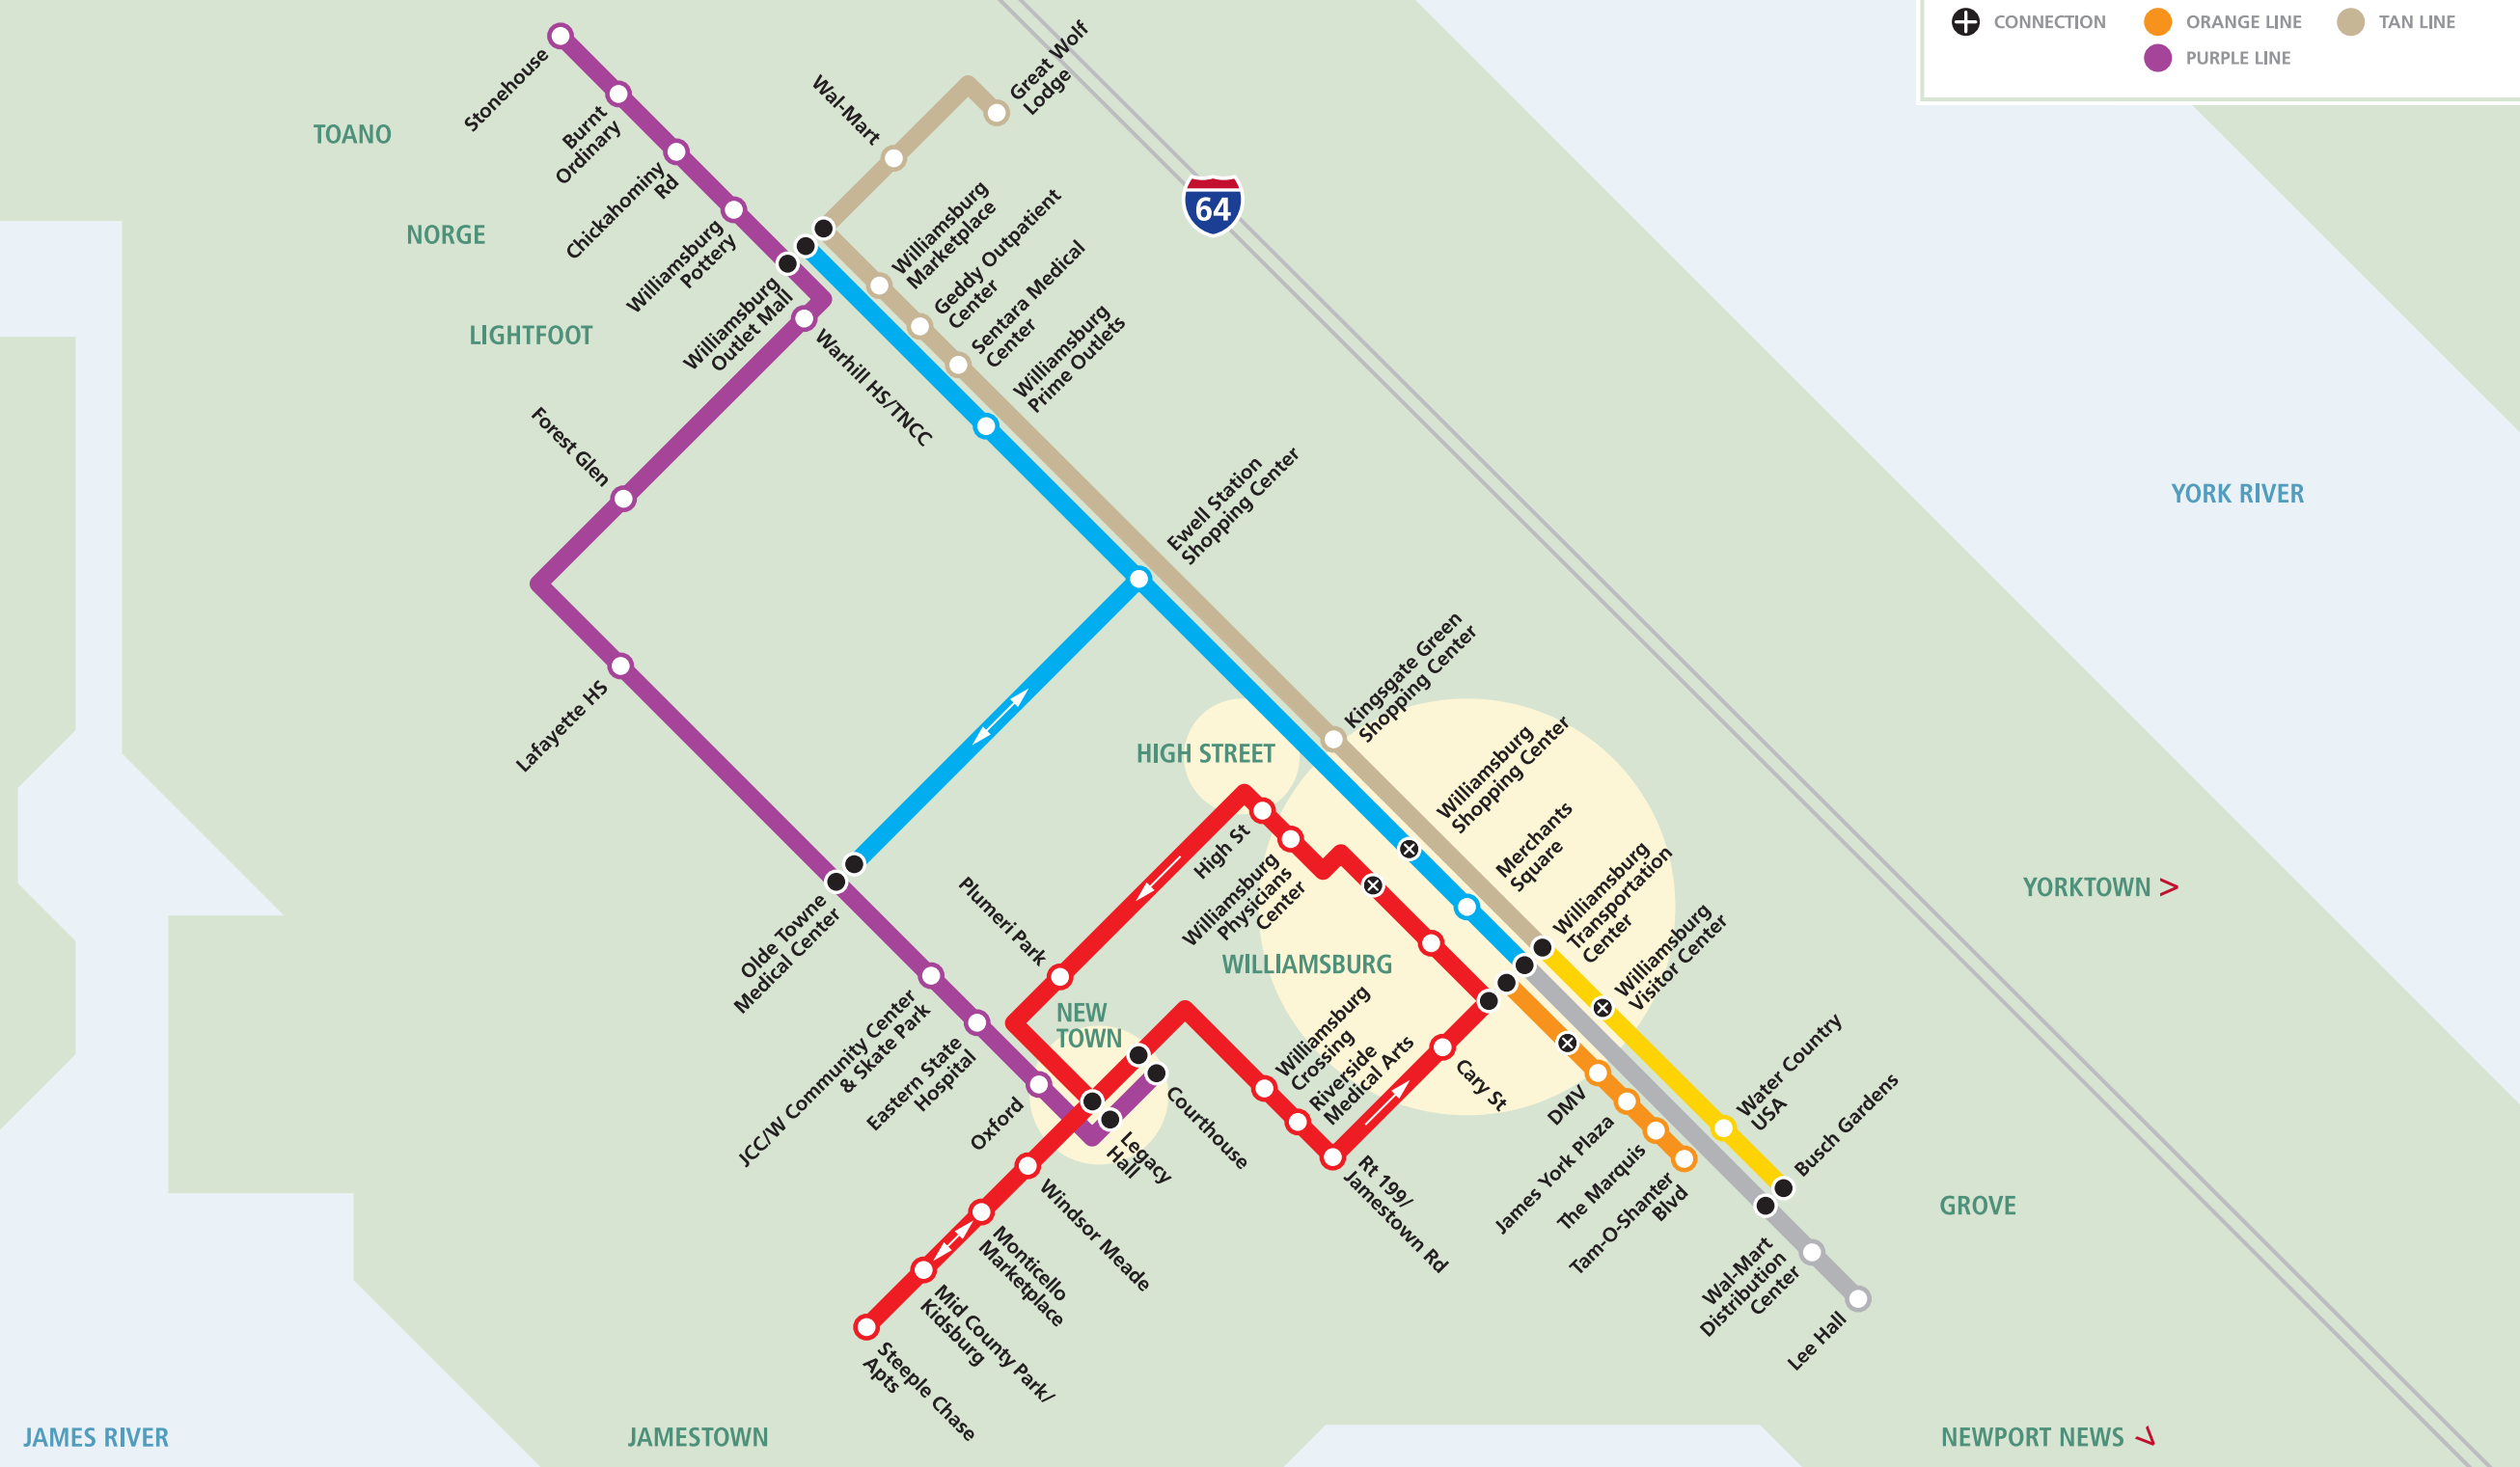 CONNECTION
ORANGE LINE
TAN LINE
PURPLE LINE
Stonehouse
Burnt
Ordinary
Chickahominy
Rd
Williamsburg
Pottery
Williamsburg
Outlet Mall
Wal-Mart
Great Wolf
Lodge
64
TOANO
NORGE
LIGHTFOOT
Williamsburg
Marketplace
Geddy Outpatient
Center
Sentara Medical
Center
Williamsburg
Prime Outlets
Warhill HS/TNCC
Forest Glen
Ewell Station
Shopping Center
YORK RIVER
Lafayette HS
Kingsgate Green
Shopping Center
HIGH STREET
Williamsburg
Shopping Center
Merchants
Square
High St
Williamsburg
Physicians
Center
Williamsburg
Transportation
Center
YORKTOWN >
Olde Towne
Medical Center
Plumeri Park
WILLIAMSBURG
Williamsburg
Visitor Center
NEW
TOWN
JCC/W Community Center
& Skate Park
Eastern State
Hospital
Oxford
Williamsburg
Crossing
Riverside
Medical Arts
Cary St
Courthouse
Legacy
Hall
DMV
James York Plaza
The Marquis
Tam-O-Shanter
Blvd
Water Country
USA
Busch Gardens
GROVE
Windsor Meade
Monticello
Marketplace
Mid County Park/
Kidsburg
Steeple Chase
Apts
Rt 199/
Jamestown Rd
Wal-Mart
Distribution
Center
Lee Hall
JAMES RIVER
JAMESTOWN
NEWPORT NEWS >